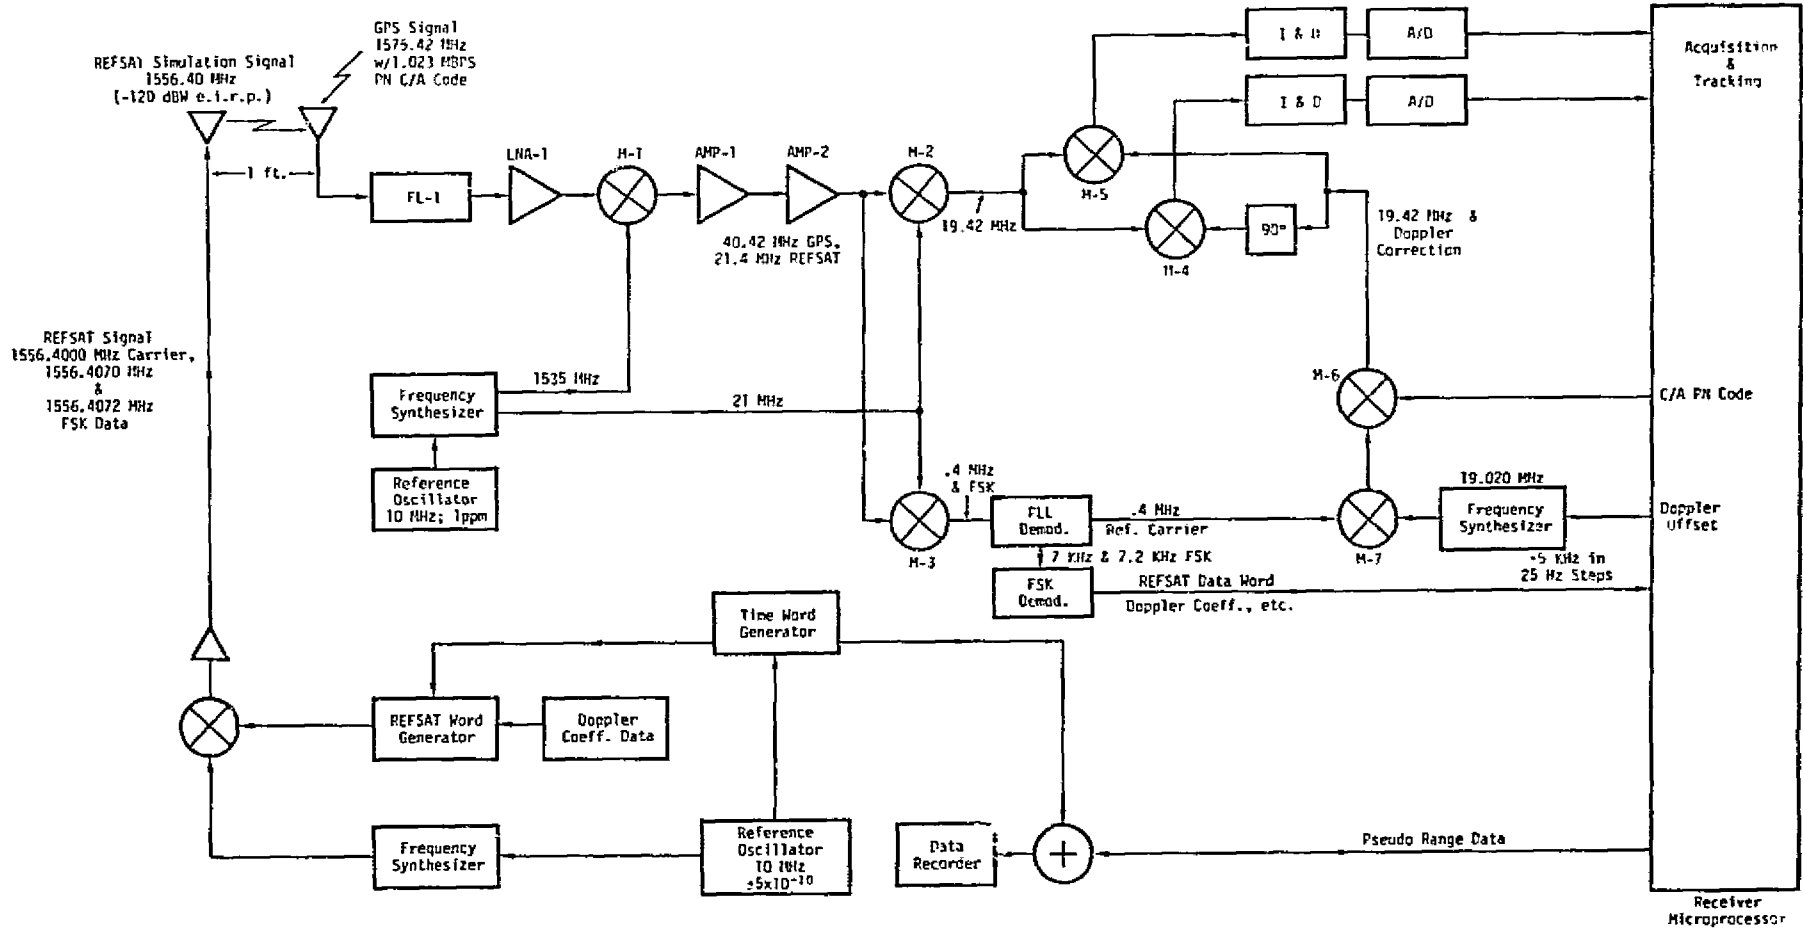 GPS Signal
1575.42 MHz
w/1.023 MBPS
PN C/A Code
REFSAT Simulation Signal
1556.40 MHz
(-120 dBW e.i.r.p.)
1 ft.
FL-1
LNA-1
M-1
AMP-1
AMP-2
M-2
40.42 MHz GPS,
21.4 MHz REFSAT
19.42 MHz
M-5
M-4
90°
I & D
A/D
I & D
A/D
Acquisition
&
Tracking
19.42 MHz &
Doppler
Correction
REFSAT Signal
1556.4000 MHz Carrier,
1556.4070 MHz
&
1556.4072 MHz
FSK Data
Frequency
Synthesizer
1535 MHz
21 MHz
Reference
Oscillator
10 MHz; 1ppm
M-6
C/A PN Code
.4 MHz
& FSK
M-3
FLL
Demod.
.4 MHz
Ref. Carrier
M-7
19.020 MHz
Frequency
Synthesizer
Doppler
Offset
7 KHz & 7.2 KHz FSK
5 KHz in
25 Hz Steps
FSK
Demod.
REFSAT Data Word
Doppler Coeff., etc.
Time Word
Generator
REFSAT Word
Generator
Doppler
Coeff. Data
Frequency
Synthesizer
Reference
Oscillator
10 MHz
±5x10⁻¹⁰
Data
Recorder
Pseudo Range Data
Receiver
Microprocessor